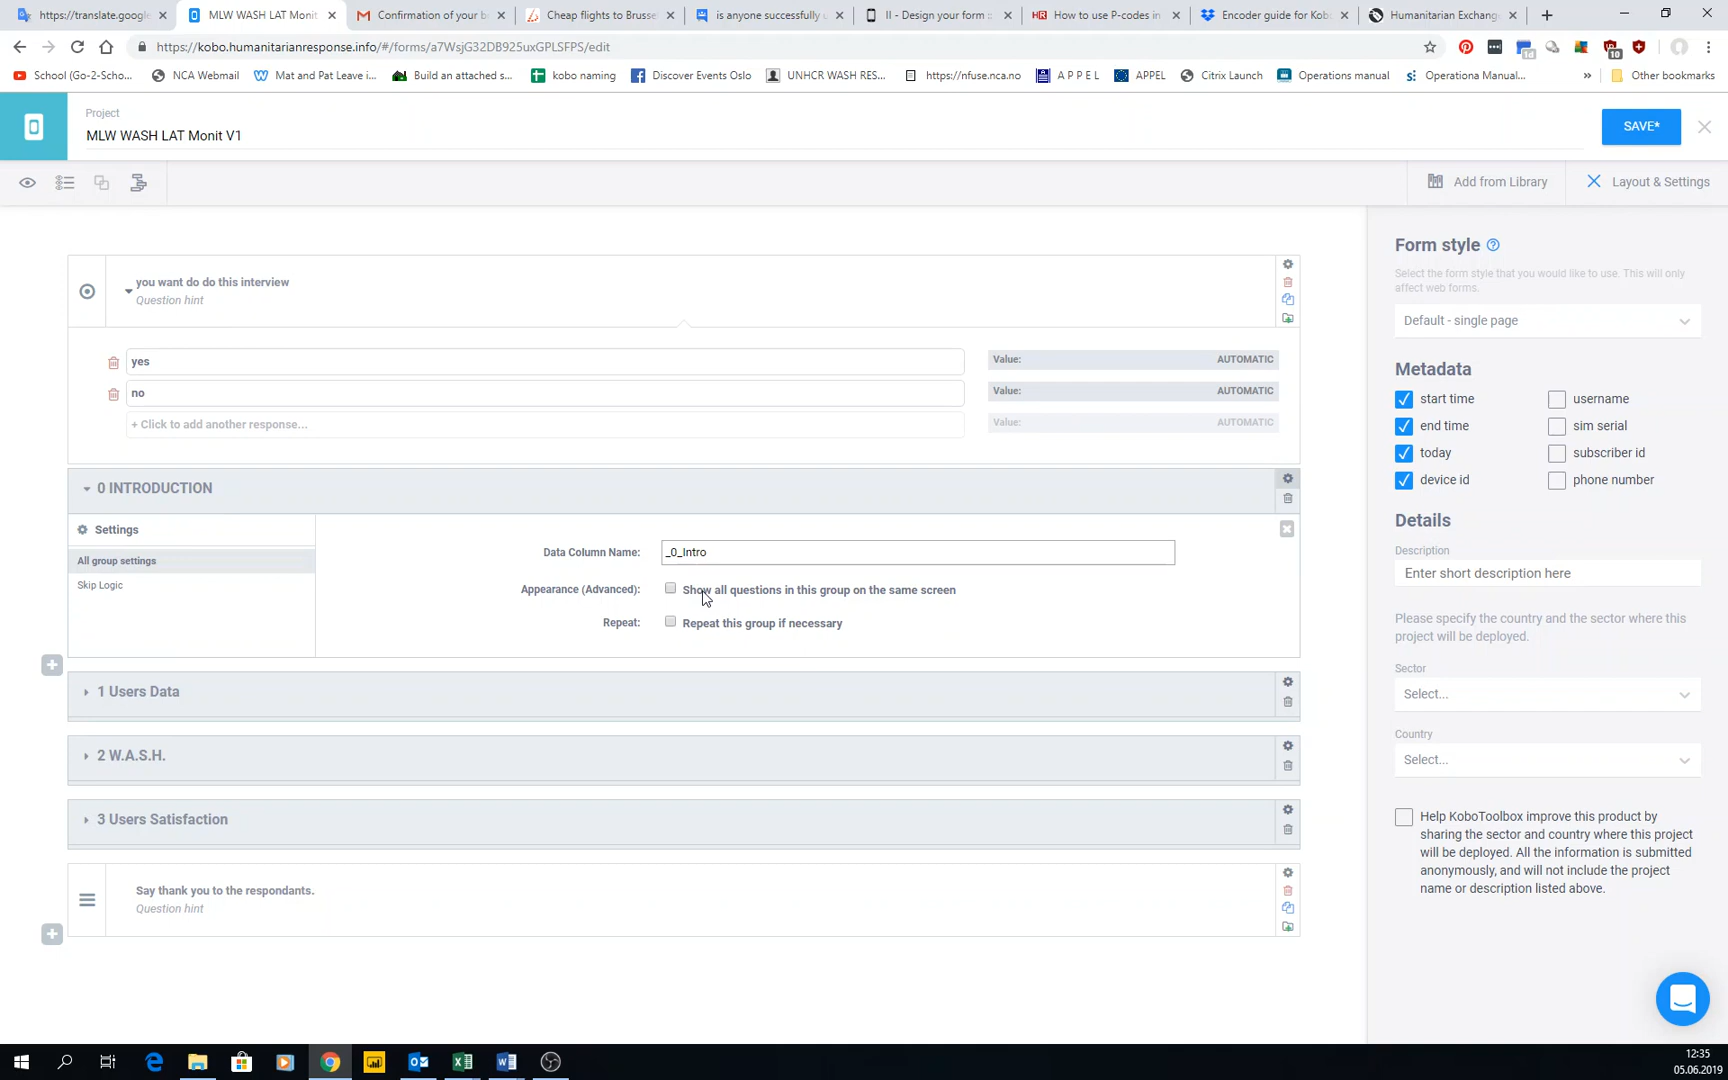 https://translate.google
MLW WASH LAT Monit
Confirmation of your b
Cheap flights to Brusse
is anyone successfully u
II - Design your form
How to use P-codes in
Encoder guide for Kobo
Humanitarian Exchang
https://kobo.humanitarianresponse.info/#/forms/a7WsjG32DB925uxGPLSFPS/edit
School (Go-2-Scho...
NCA Webmail
Mat and Pat Leave i...
Build an attached s...
kobo naming
Discover Events Oslo
UNHCR WASH RES...
https://nfuse.nca.no
A P P E L
APPEL
Citrix Launch
Operations manual
Operationa Manual...
»
Other bookmarks
Project
MLW WASH LAT Monit V1
SAVE*
Add from Library
Layout & Settings
you want do do this interview
Question hint
yes
Value:
AUTOMATIC
no
Value:
AUTOMATIC
+ Click to add another response...
Value:
AUTOMATIC
0 INTRODUCTION
Settings
All group settings
Skip Logic
Data Column Name:
_0_Intro
Appearance (Advanced):
Show all questions in this group on the same screen
Repeat:
Repeat this group if necessary
1 Users Data
2 W.A.S.H.
3 Users Satisfaction
Say thank you to the respondants.
Question hint
Form style
Select the form style that you would like to use. This will only
affect web forms.
Default - single page
Metadata
start time
username
end time
sim serial
today
subscriber id
device id
phone number
Details
Description
Enter short description here
Please specify the country and the sector where this
project will be deployed.
Sector
Select...
Country
Select...
Help KoboToolbox improve this product by
sharing the sector and country where this project
will be deployed. All the information is submitted
anonymously, and will not include the project
name or description listed above.
12:35
05.06.2019